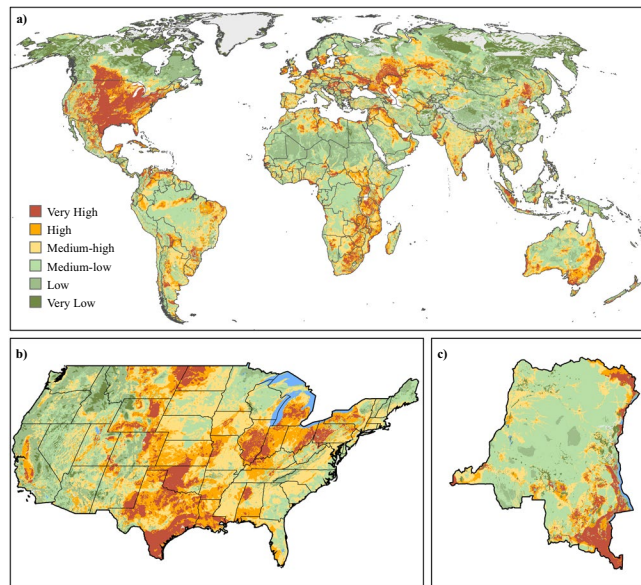 a)
Very High
High
Medium-high
Medium-low
Low
Very Low
b)
c)